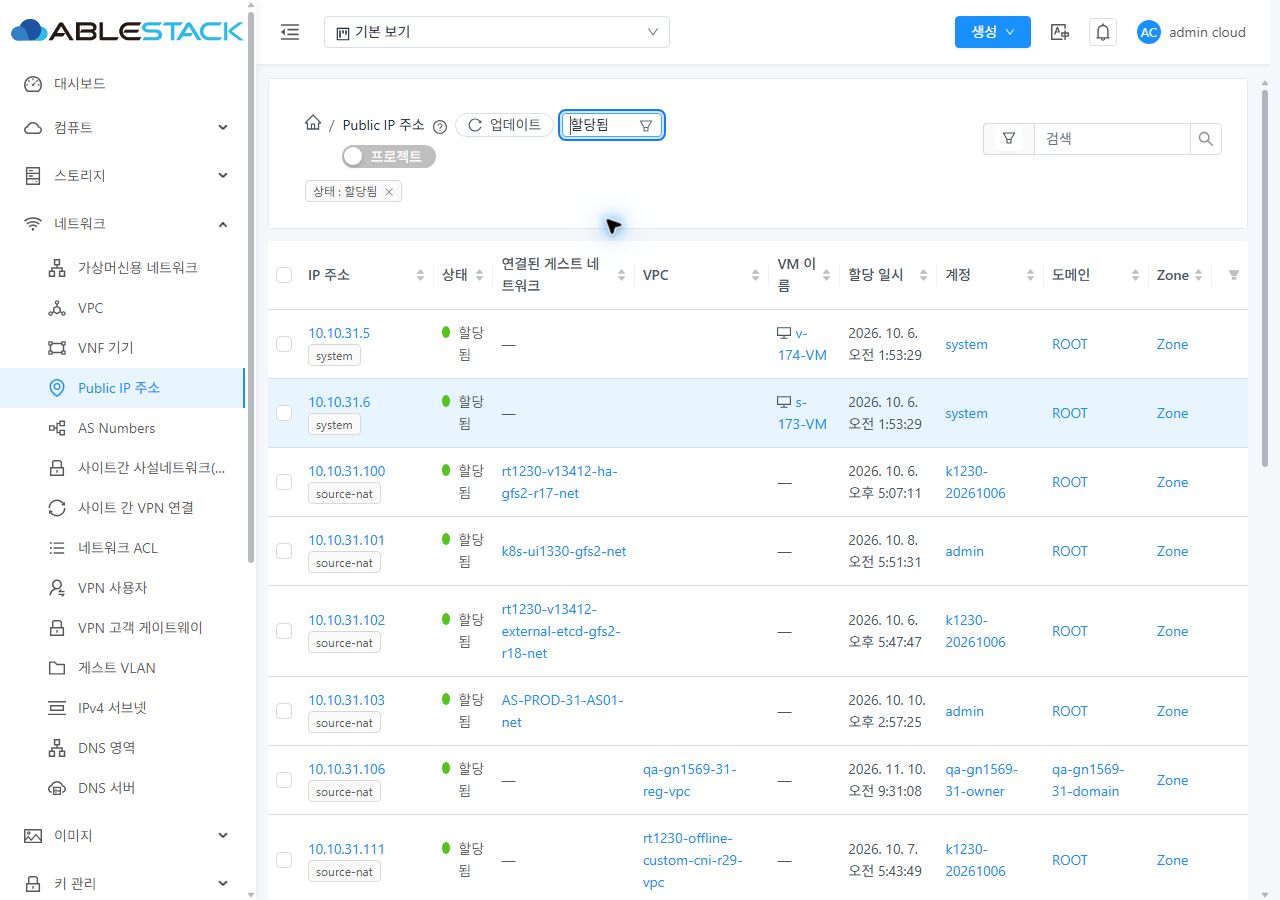 ABLESTACK
기본 보기
생성
AC
admin cloud
대시보드
컴퓨트
스토리지
네트워크
가상머신용 네트워크
VPC
VNF 기기
Public IP 주소
AS Numbers
사이트간 사설네트워크(...
사이트 간 VPN 연결
네트워크 ACL
VPN 사용자
VPN 고객 게이트웨이
게스트 VLAN
IPv4 서브넷
DNS 영역
DNS 서버
이미지
키 관리
/ Public IP 주소
업데이트
할당됨
프로젝트
검색
상태 : 할당됨
IP 주소
상태
연결된 게스트 네
트워크
VPC
VM 이
름
할당 일시
계정
도메인
Zone
10.10.31.5
system
할당
됨
—
v-
174-VM
2026. 10. 6.
오전 1:53:29
system
ROOT
Zone
10.10.31.6
system
할당
됨
—
s-
173-VM
2026. 10. 6.
오전 1:53:29
system
ROOT
Zone
10.10.31.100
source-nat
할당
됨
rt1230-v13412-ha-
gfs2-r17-net
—
2026. 10. 6.
오후 5:07:11
k1230-
20261006
ROOT
Zone
10.10.31.101
source-nat
할당
됨
k8s-ui1330-gfs2-net
—
2026. 10. 8.
오전 5:51:31
admin
ROOT
Zone
10.10.31.102
source-nat
할당
됨
rt1230-v13412-
external-etcd-gfs2-
r18-net
—
2026. 10. 6.
오후 5:47:47
k1230-
20261006
ROOT
Zone
10.10.31.103
source-nat
할당
됨
AS-PROD-31-AS01-
net
—
2026. 10. 10.
오후 2:57:25
admin
ROOT
Zone
10.10.31.106
source-nat
할당
됨
—
qa-gn1569-31-
reg-vpc
—
2026. 11. 10.
오전 9:31:08
qa-gn1569-
31-owner
qa-gn1569-
31-domain
Zone
10.10.31.111
source-nat
할당
됨
—
rt1230-offline-
custom-cni-r29-
vpc
—
2026. 10. 7.
오전 5:43:49
k1230-
20261006
ROOT
Zone